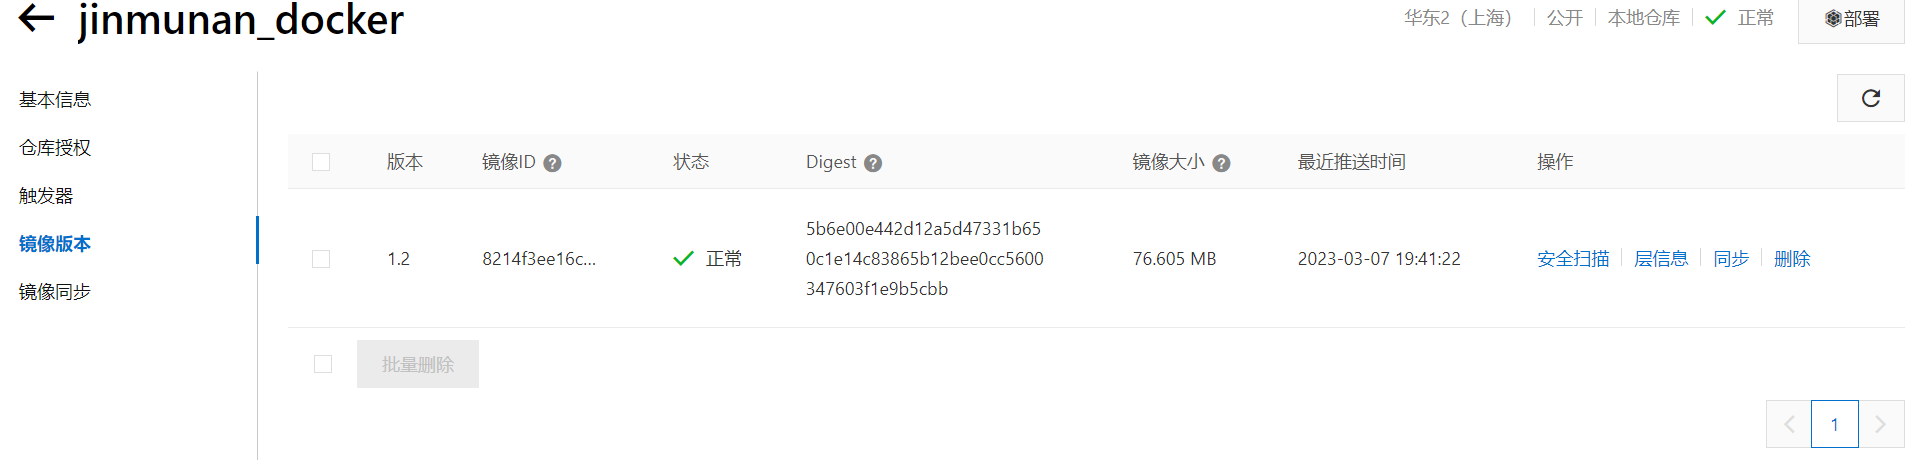 jinmunan_docker
华东2（上海） 公开 本地仓库 正常 部署
基本信息
仓库授权
触发器
镜像版本
镜像同步
版本 镜像ID 状态 Digest 镜像大小 最近推送时间 操作
1.2 8214f3ee16c... 正常
5b6e00e442d12a5d47331b65
0c1e14c83865b12bee0cc5600
347603f1e9b5cbb
76.605 MB 2023-03-07 19:41:22 安全扫描 层信息 同步 删除
批量删除
1